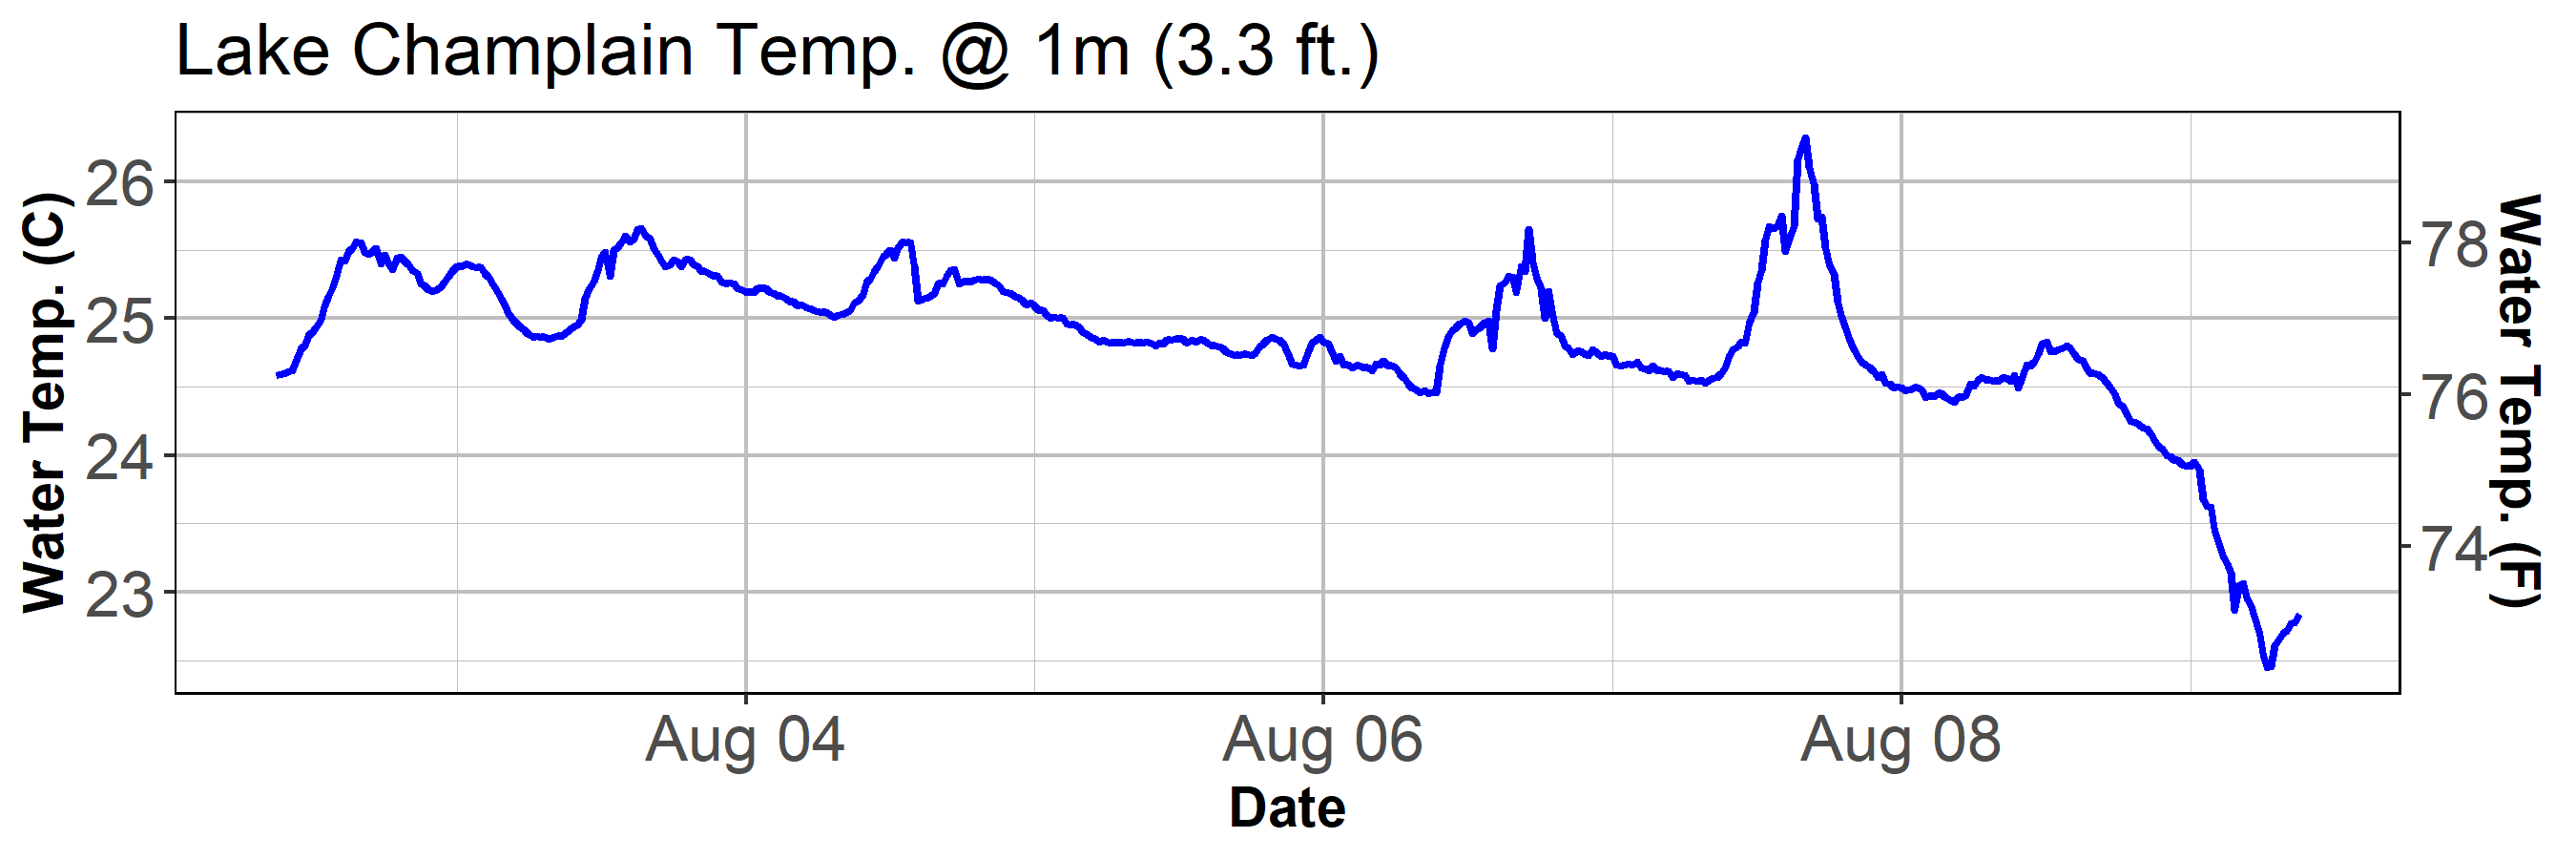 Lake Champlain Temp. @ 1m (3.3 ft.)
Water Temp. (C)
26
25
24
23
78
76
74
Water Temp. (F)
Aug 04
Aug 06
Aug 08
Date